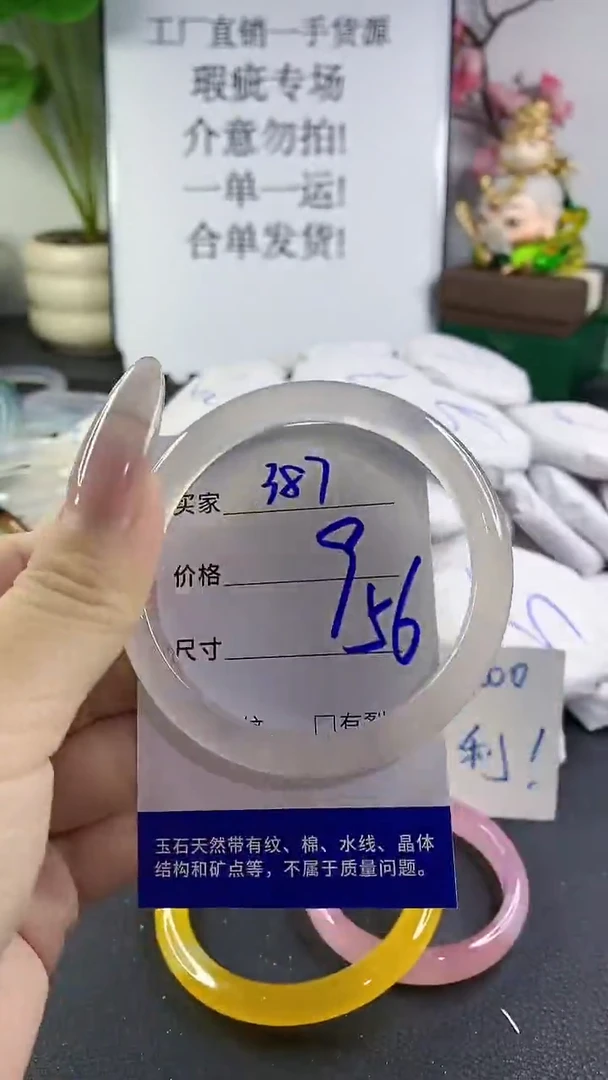 工厂直销一手货源
瑕疵专场
介意勿拍!
一单一运!
合单发货!
买家 387
价格 9
尺寸 56
00
利!
玉石天然带有纹、棉、水线、晶体
结构和矿点等，不属于质量问题。